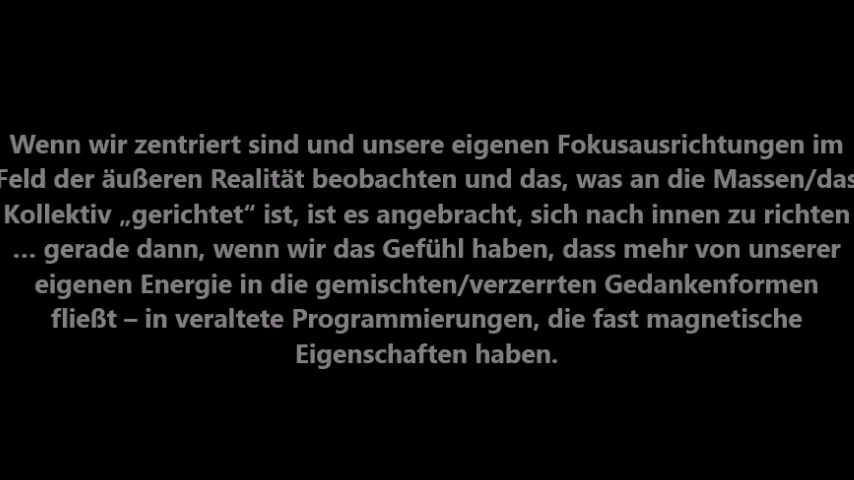 Wenn wir zentriert sind und unsere eigenen Fokusausrichtungen im
Feld der äußeren Realität beobachten und das, was an die Massen/das
Kollektiv „gerichtet“ ist, ist es angebracht, sich nach innen zu richten
… gerade dann, wenn wir das Gefühl haben, dass mehr von unserer
eigenen Energie in die gemischten/verzerrten Gedankenformen
fließt – in veraltete Programmierungen, die fast magnetische
Eigenschaften haben.